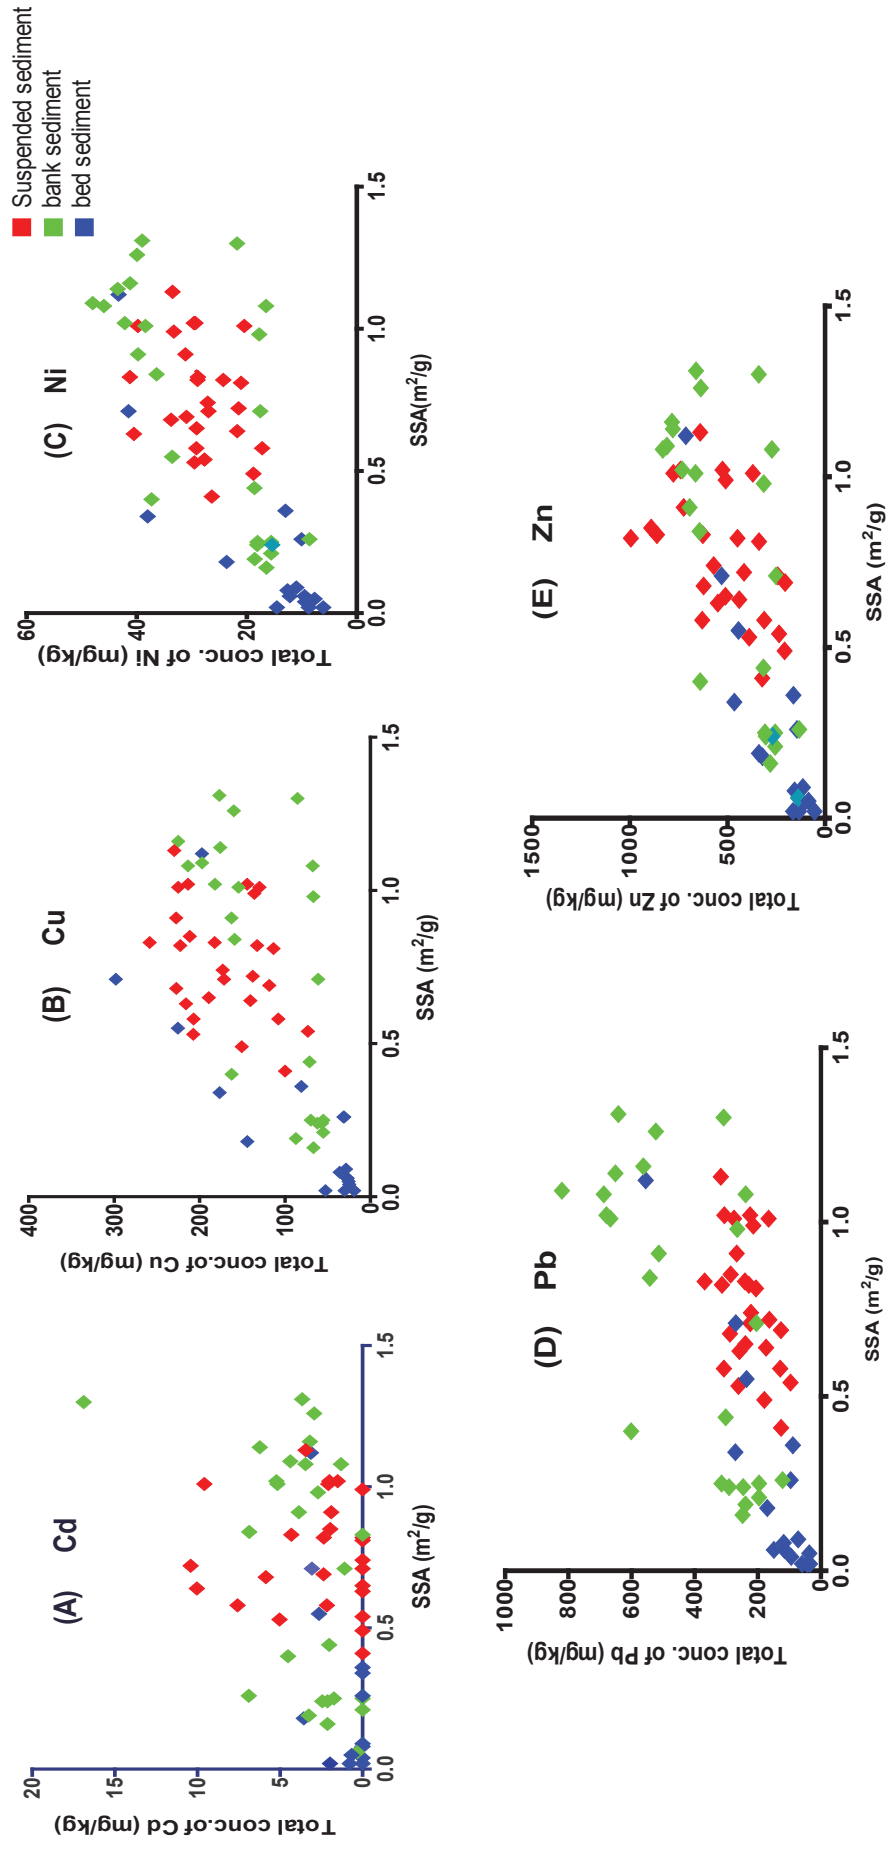 Suspended sediment
bank sediment
bed sediment
(A) Cd
Total conc.of Cd (mg/kg)
20
15
10
5
0
0.0
0.5
1.0
1.5
SSA (m²/g)
(B) Cu
Total conc.of Cu (mg/kg)
400
300
200
100
0
0.0
0.5
1.0
1.5
SSA (m²/g)
(C) Ni
Total conc. of Ni (mg/kg)
60
40
20
0
0.0
0.5
1.0
1.5
SSA(m²/g)
(D) Pb
Total conc. of Pb (mg/kg)
1000
800
600
400
200
0
0.0
0.5
1.0
1.5
SSA (m²/g)
(E) Zn
Total conc. of Zn (mg/kg)
1500
1000
500
0
0.0
0.5
1.0
1.5
SSA (m²/g)